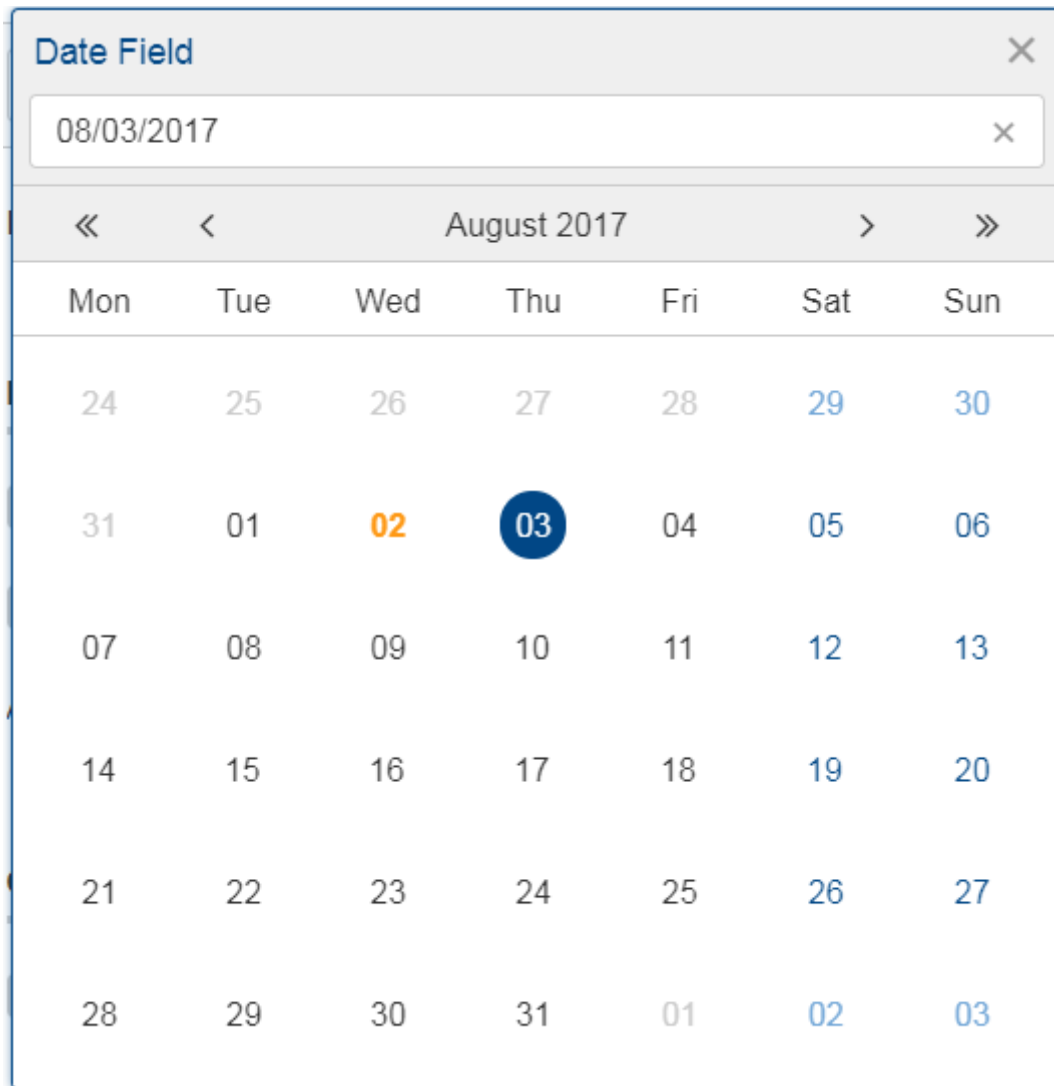 Date Field
08/03/2017
August 2017
Mon Tue Wed Thu Fri Sat Sun
24 25 26 27 28 29 30
31 01 02 03 04 05 06
07 08 09 10 11 12 13
14 15 16 17 18 19 20
21 22 23 24 25 26 27
28 29 30 31 01 02 03